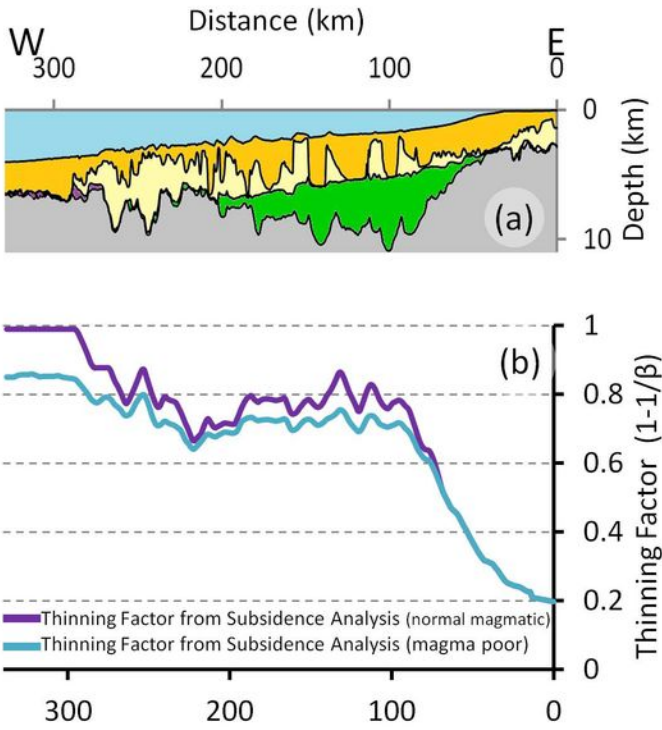 Distance (km)
W E
300 200 100 0
0
10
Depth (km)
(a)
(b)
1
0.8
0.6
0.4
0.2
0
Thinning Factor (1-1/β)
Thinning Factor from Subsidence Analysis (normal magmatic)
Thinning Factor from Subsidence Analysis (magma poor)
300 200 100 0